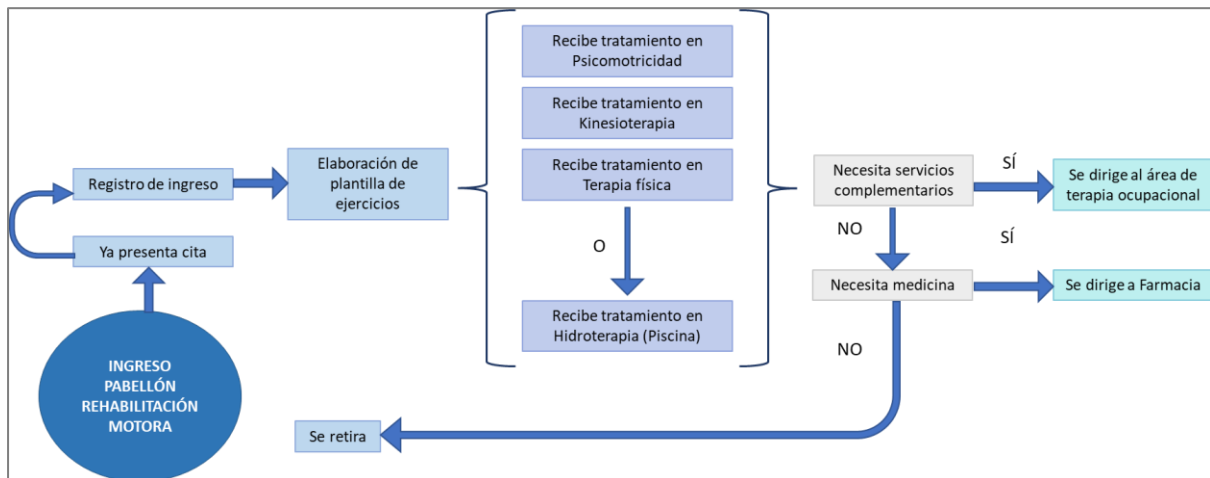 INGRESO
PABELLÓN
REHABILITACIÓN
MOTORA
Ya presenta cita
Registro de ingreso
Elaboración de
plantilla de
ejercicios
Recibe tratamiento en
Psicomotricidad
Recibe tratamiento en
Kinesioterapia
Recibe tratamiento en
Terapia física
O
Recibe tratamiento en
Hidroterapia (Piscina)
Necesita servicios
complementarios
SÍ
Se dirige al área de
terapia ocupacional
NO
Necesita medicina
SÍ
Se dirige a Farmacia
NO
Se retira